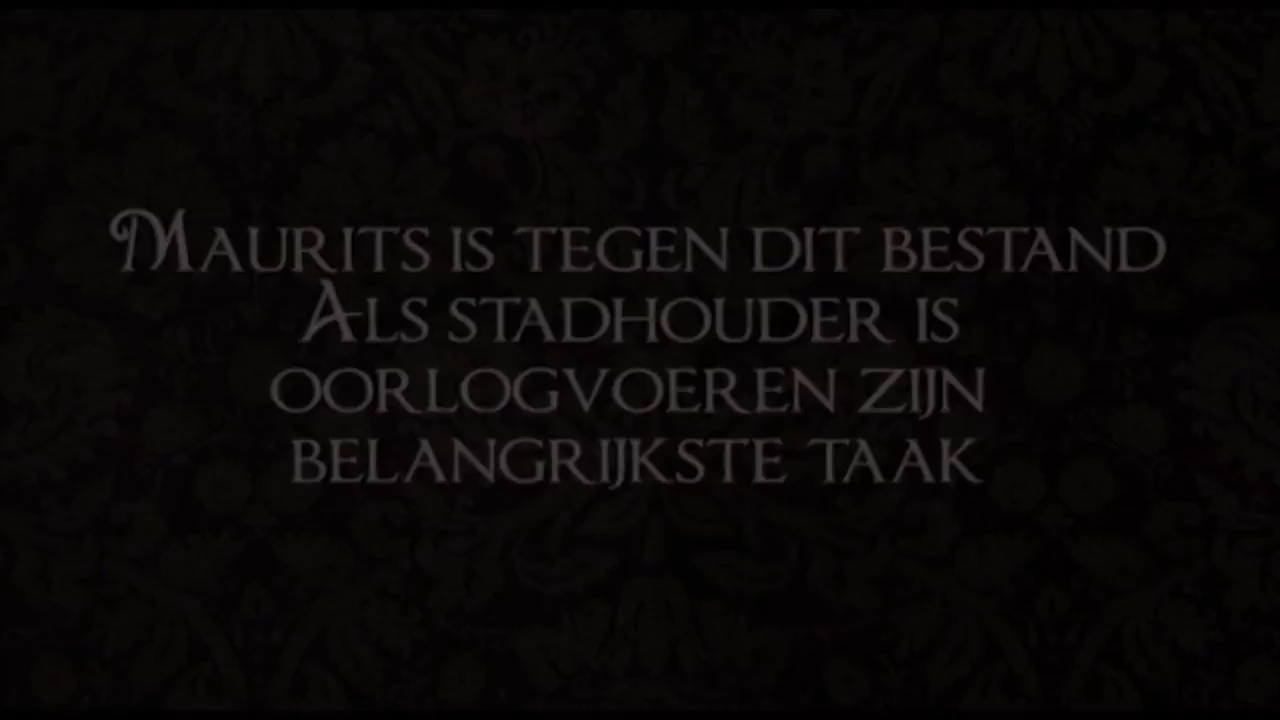 Maurits is tegen dit bestand
Als stadhouder is
oorlogvoeren zijn
belangrijkste taak